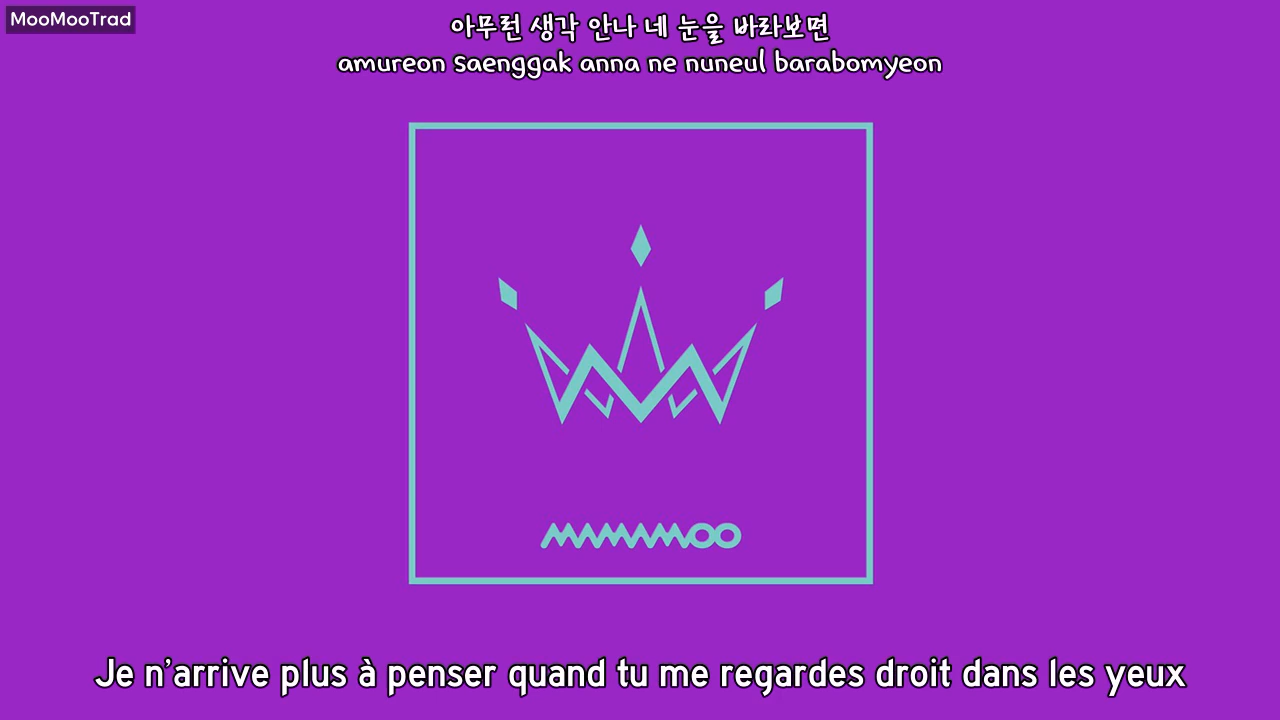 MooMooTrad
아무런 생각 안나 네 눈을 바라보면
amureon saenggak anna ne nuneul barabomyeon
MAMAMOO
Je n’arrive plus à penser quand tu me regardes droit dans les yeux